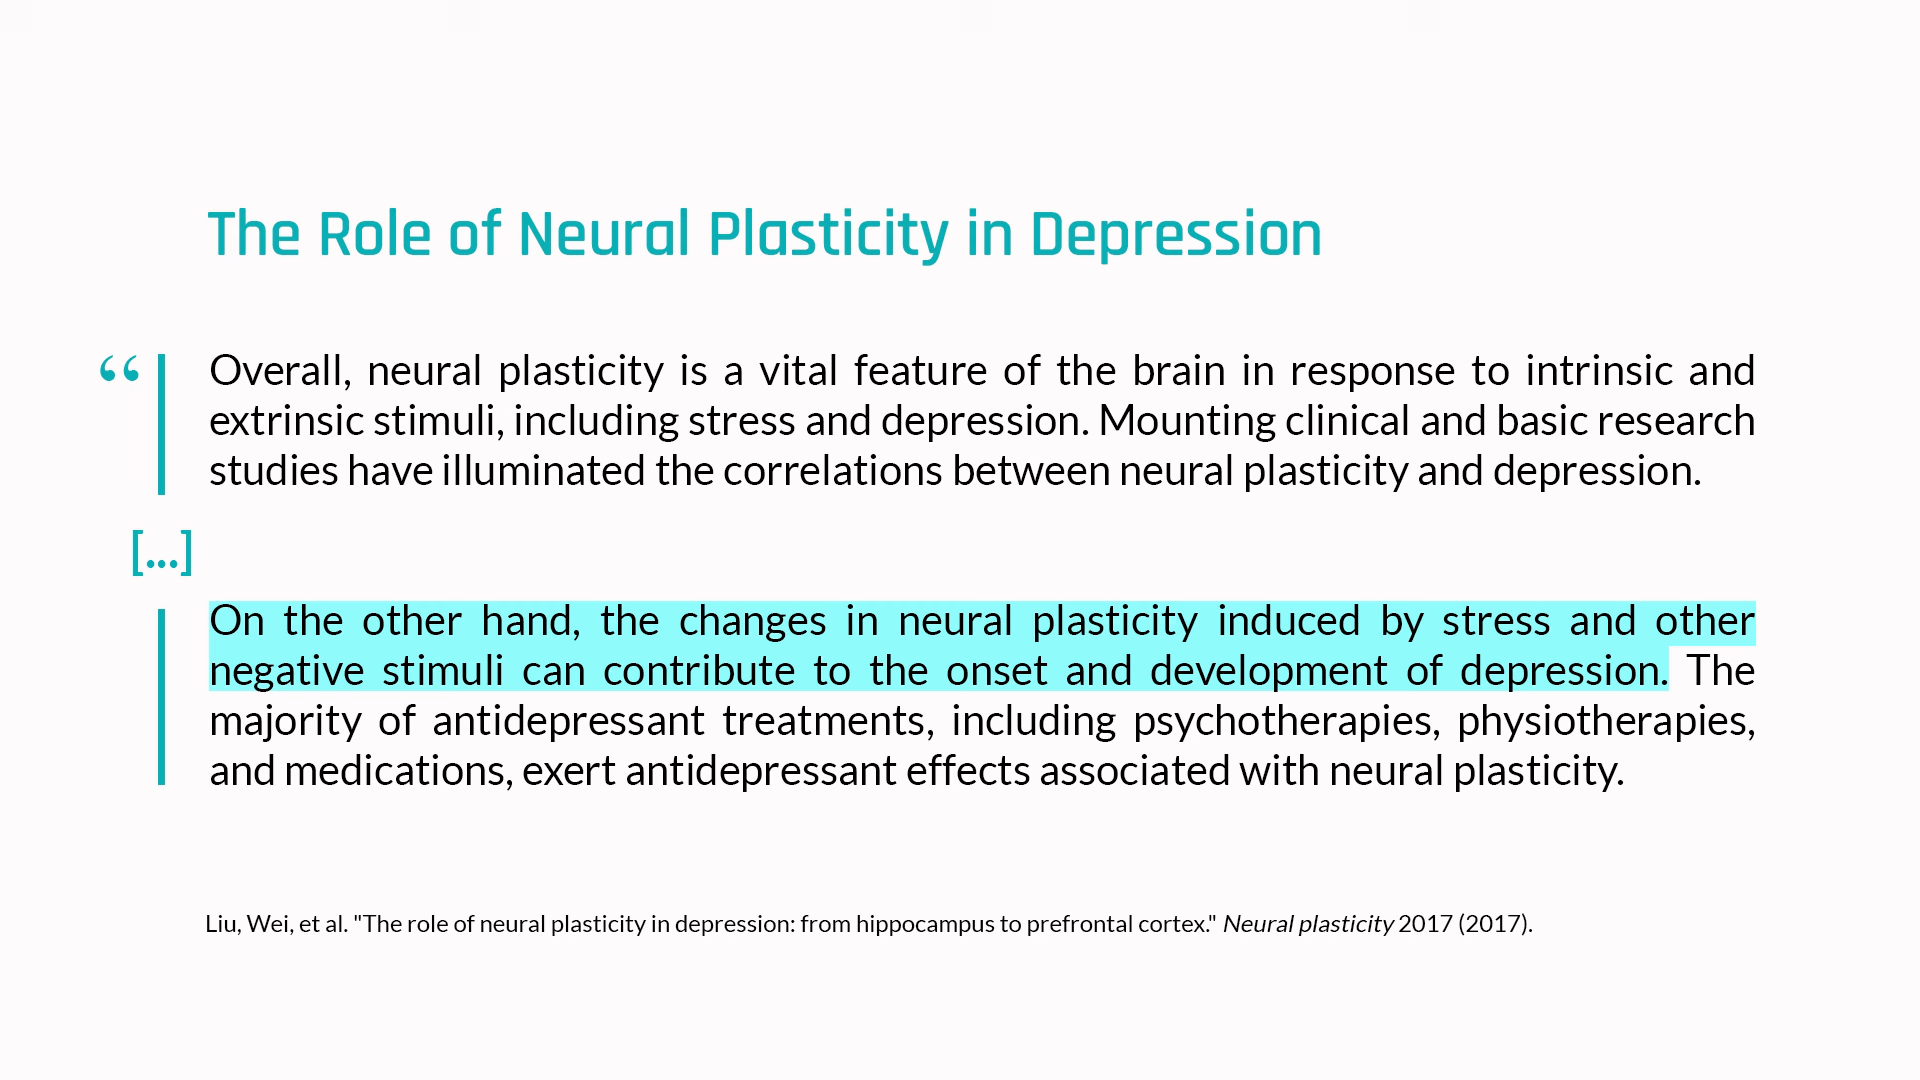 The Role of Neural Plasticity in Depression
“ Overall, neural plasticity is a vital feature of the brain in response to intrinsic and
extrinsic stimuli, including stress and depression. Mounting clinical and basic research
studies have illuminated the correlations between neural plasticity and depression.
[...]
On the other hand, the changes in neural plasticity induced by stress and other
negative stimuli can contribute to the onset and development of depression. The
majority of antidepressant treatments, including psychotherapies, physiotherapies,
and medications, exert antidepressant effects associated with neural plasticity.
Liu, Wei, et al. "The role of neural plasticity in depression: from hippocampus to prefrontal cortex." Neural plasticity 2017 (2017).